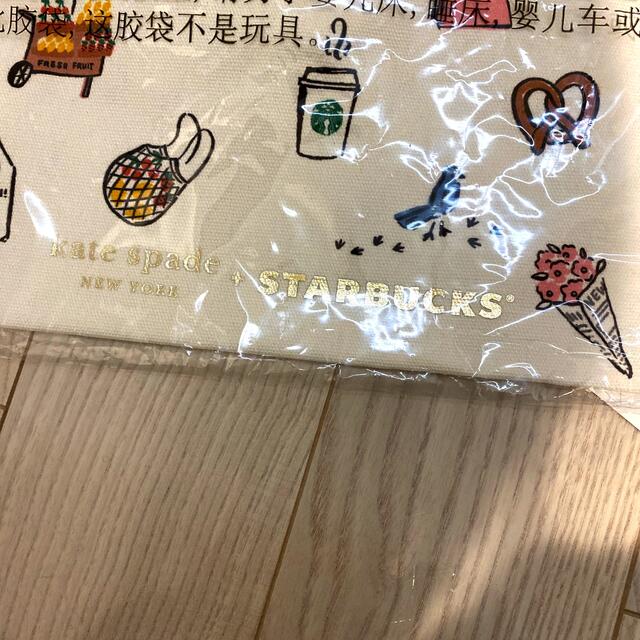 婴儿床, 睡床, 婴儿车或
胶袋, 这胶袋不是玩具。
FRESH FRUIT
kate spade
NEW YORK
+ STARBUCKS®
NEW